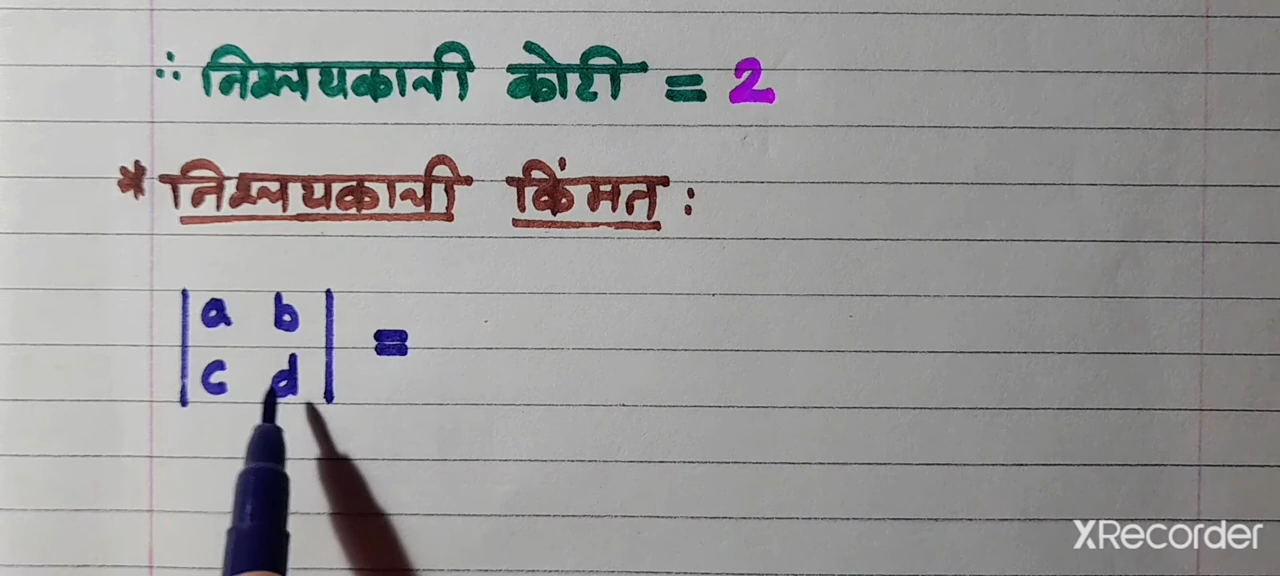 ∴ निश्चयकाची कोटी = 2
* निश्चयकाची किंमत :
| a b | =
| c d |
XRecorder